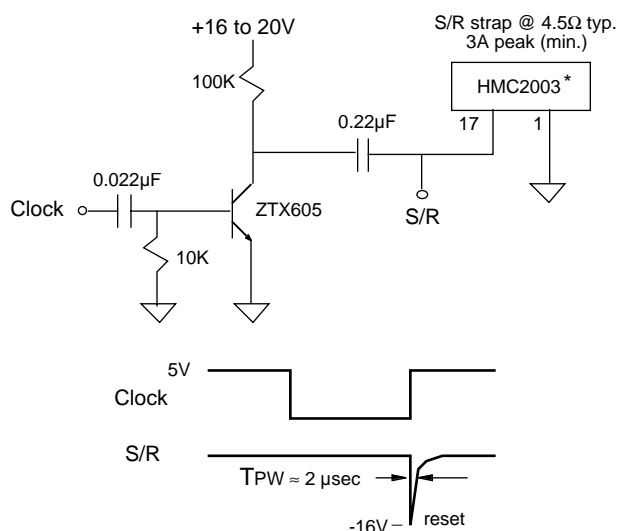 S/R strap @ 4.5Ω typ.
3A peak (min.)
+16 to 20V
HMC2003*
100K
17
1
0.22µF
0.022µF
Clock
ZTX605
S/R
10K
5V
Clock
S/R
TPW ≈ 2 µsec
-16V
reset